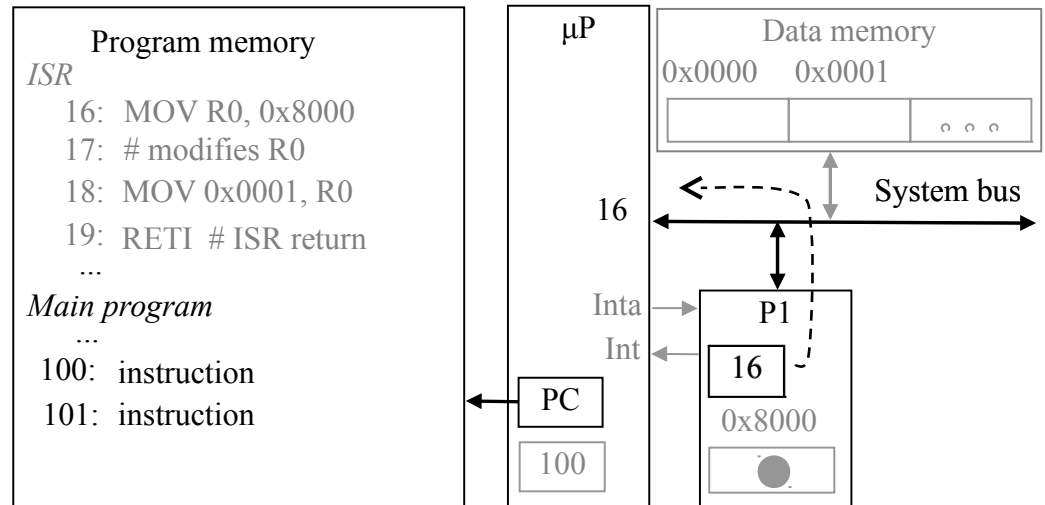 Program memory
ISR
16: MOV R0, 0x8000
17: # modifies R0
18: MOV 0x0001, R0
19: RETI # ISR return
...
Main program
...
100: instruction
101: instruction
μP
16
Inta
Int
PC
100
Data memory
0x0000 0x0001
System bus
P1
16
0x8000